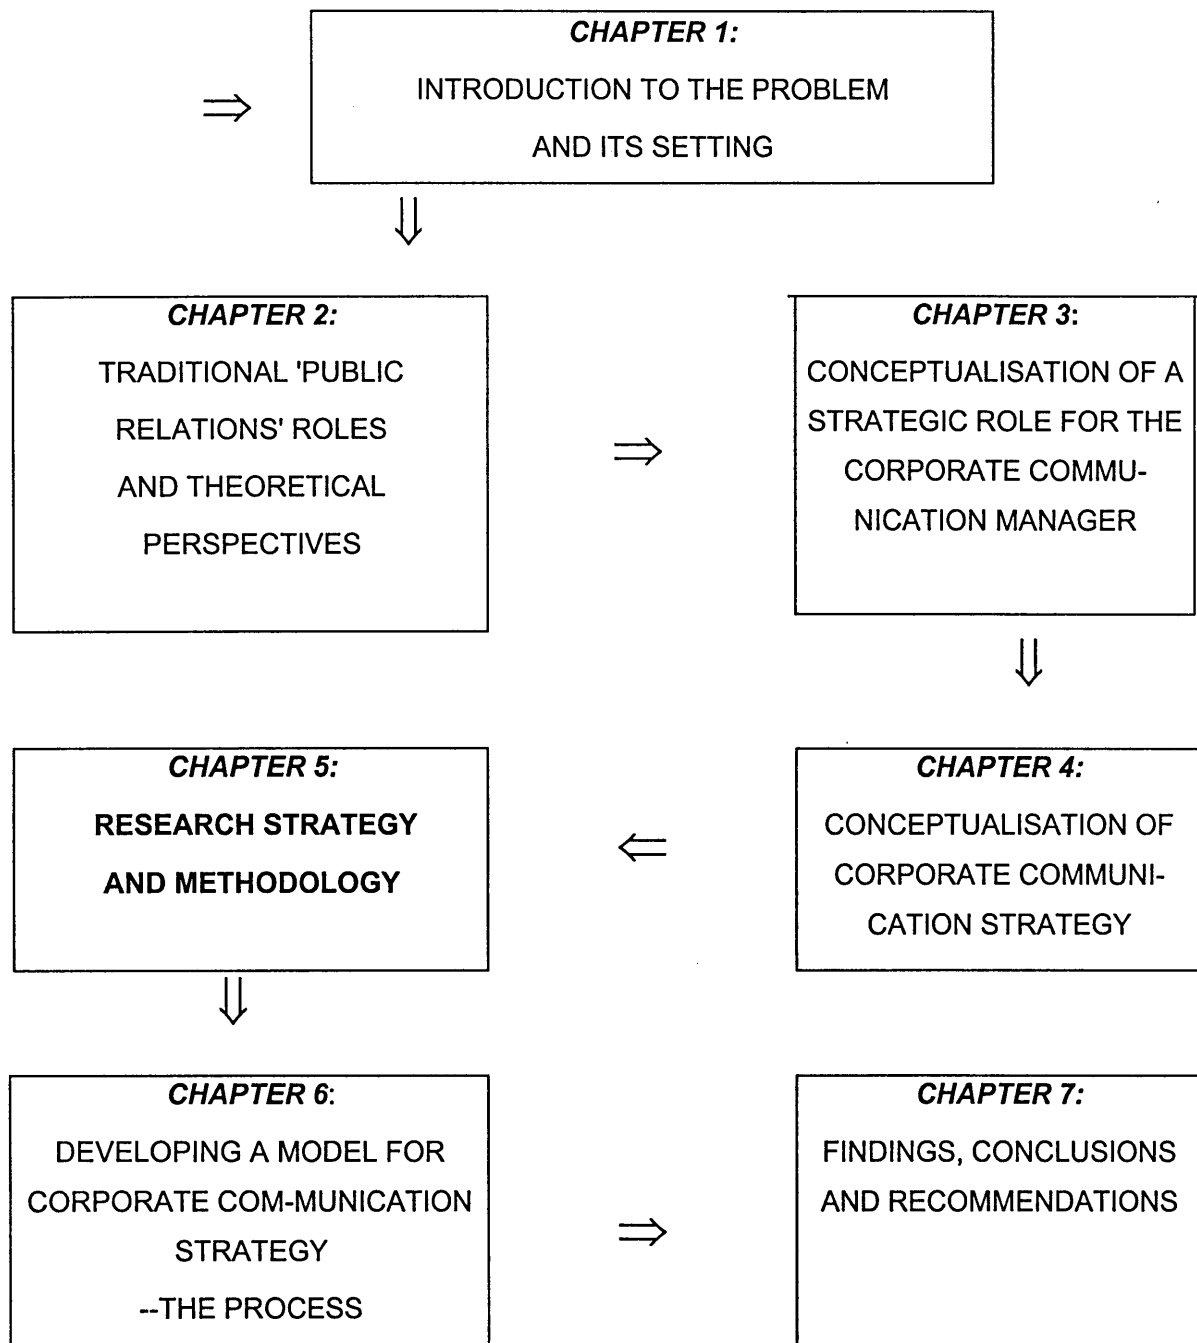 CHAPTER 1:
INTRODUCTION TO THE PROBLEM
AND ITS SETTING
⇒
⇓
CHAPTER 2:
TRADITIONAL 'PUBLIC
RELATIONS' ROLES
AND THEORETICAL
PERSPECTIVES
⇒
CHAPTER 3:
CONCEPTUALISATION OF A
STRATEGIC ROLE FOR THE
CORPORATE COMMU-
NICATION MANAGER
⇓
CHAPTER 4:
CONCEPTUALISATION OF
CORPORATE COMMUNI-
CATION STRATEGY
⇐
CHAPTER 5:
RESEARCH STRATEGY
AND METHODOLOGY
⇓
CHAPTER 6:
DEVELOPING A MODEL FOR
CORPORATE COM-MUNICATION
STRATEGY
--THE PROCESS
⇒
CHAPTER 7:
FINDINGS, CONCLUSIONS
AND RECOMMENDATIONS